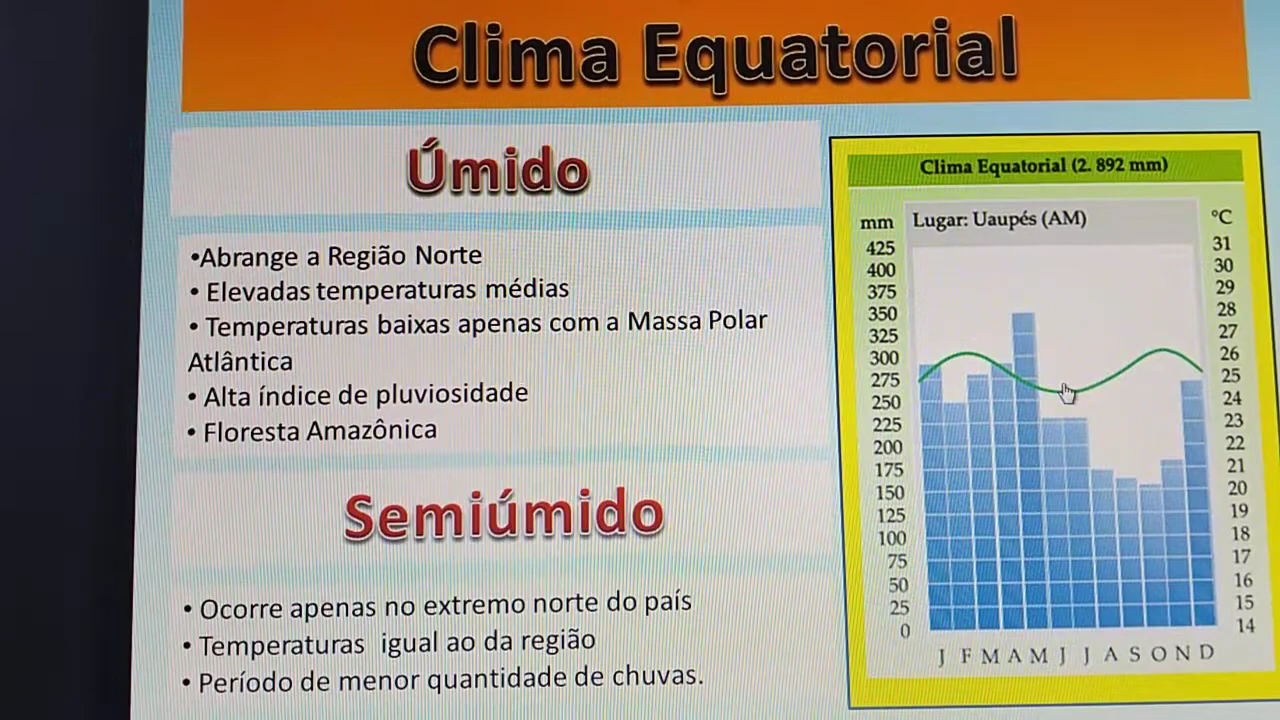 Clima Equatorial
Úmido
•Abrange a Região Norte
• Elevadas temperaturas médias
• Temperaturas baixas apenas com a Massa Polar
Atlântica
• Alta índice de pluviosidade
• Floresta Amazônica
Semiúmido
• Ocorre apenas no extremo norte do país
• Temperaturas igual ao da região
• Período de menor quantidade de chuvas.
Clima Equatorial (2. 892 mm)
mm Lugar: Uaupés (AM) °C
425 31
400 30
375 29
350 28
325 27
300 26
275 25
250 24
225 23
200 22
175 21
150 20
125 19
100 18
75 17
50 16
25 15
0 14
J F M A M J J A S O N D